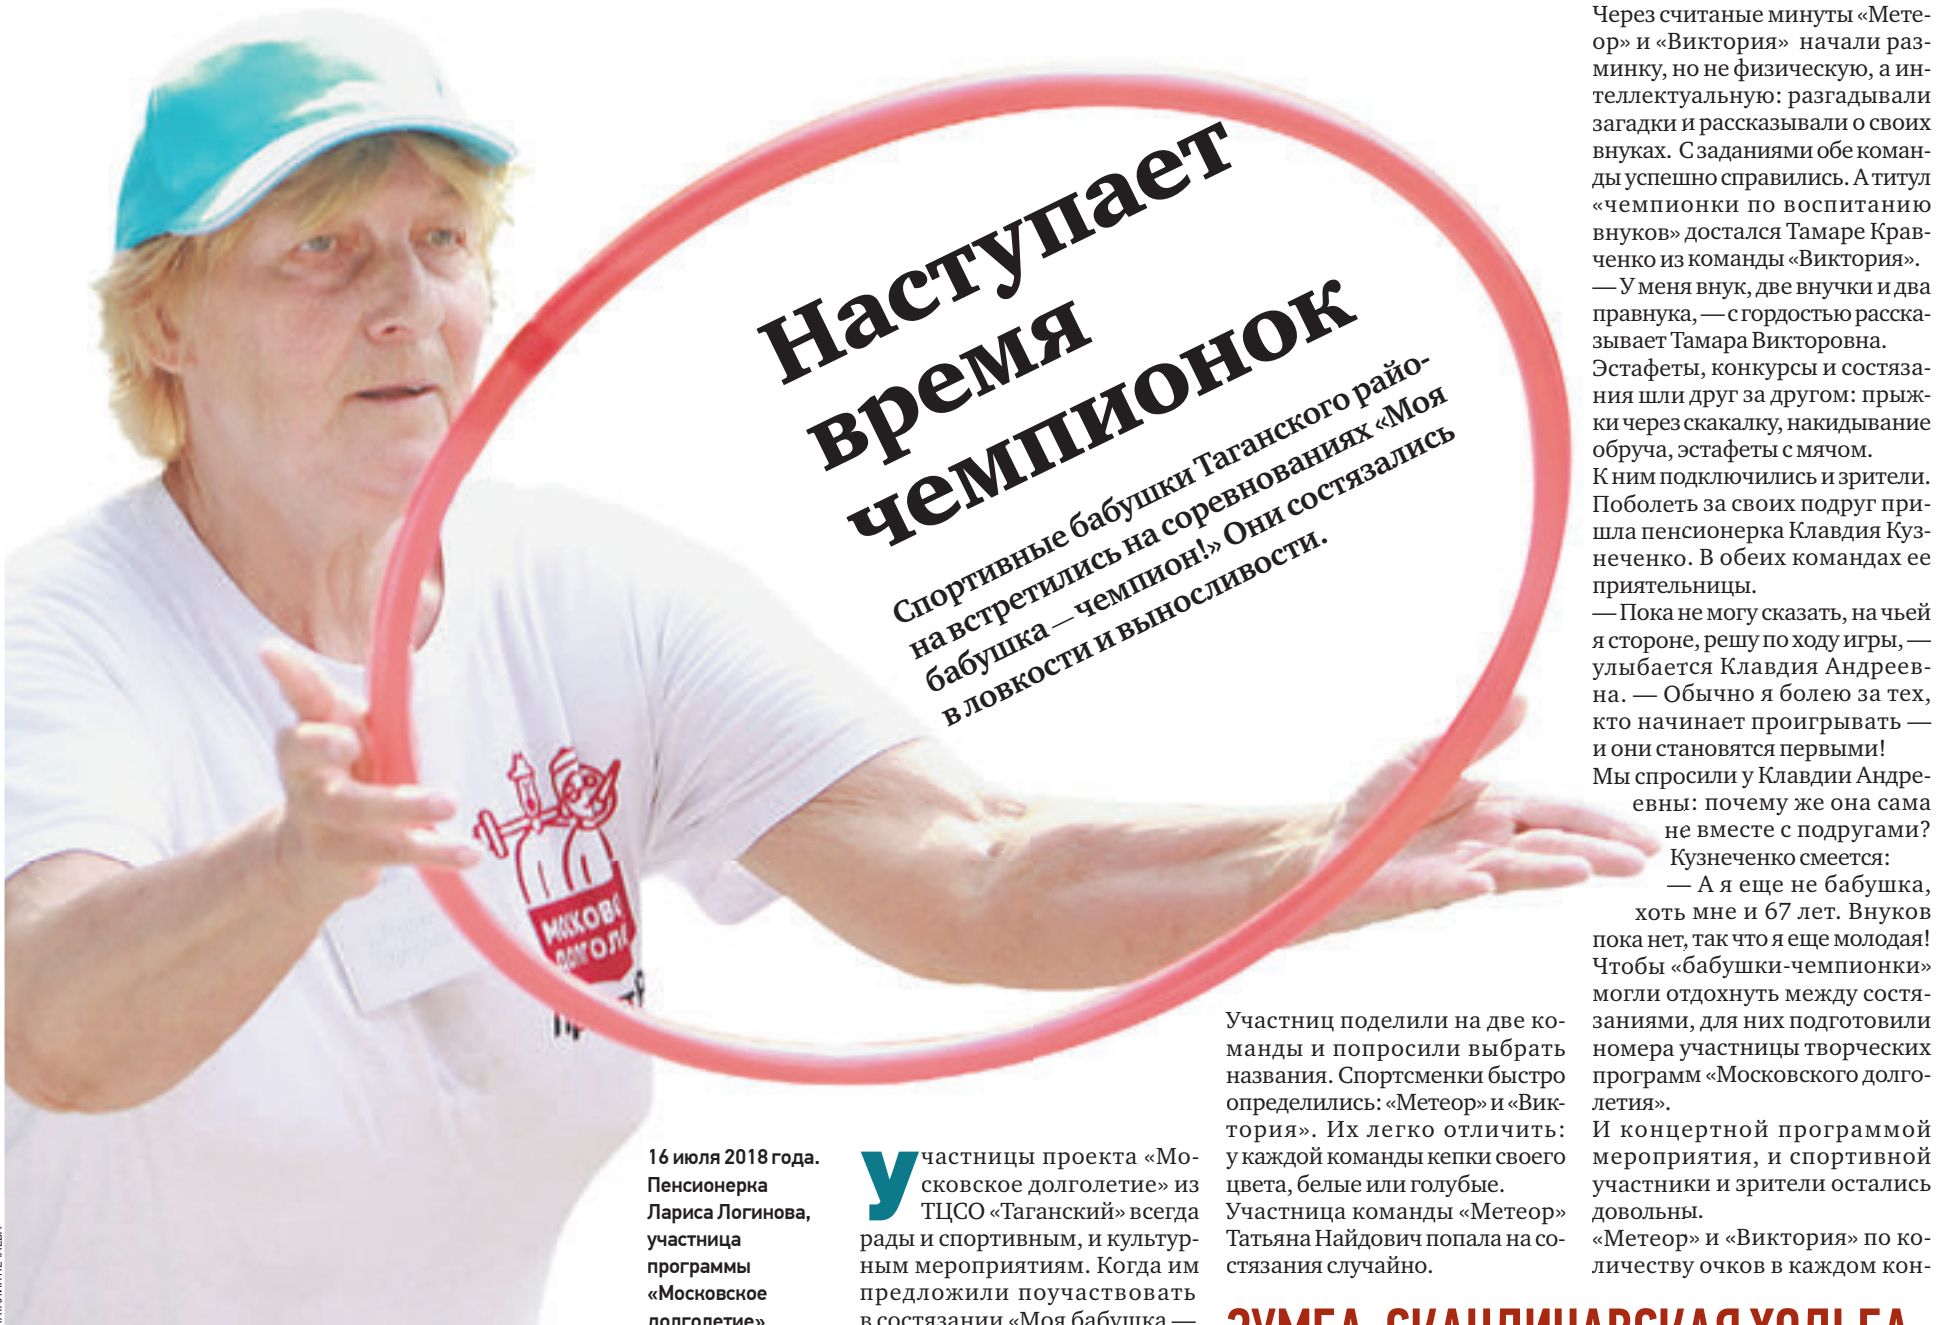 Наступает
время
чемпионок
Спортивные бабушки Таганского райо-
на встретились на соревнованиях «Моя
бабушка — чемпион!» Они состязались
в ловкости и выносливости.
МОСКОВС
ДОЛГОЛ
16 июля 2018 года.
Пенсионерка
Лариса Логинова,
участница
программы
«Московское
долголетие»
Участницы проекта «Мо-
сковское долголетие» из
ТЦСО «Таганский» всегда
рады и спортивным, и культур-
ным мероприятиям. Когда им
предложили поучаствовать
в состязании «Моя бабушка —
Участниц поделили на две ко-
манды и попросили выбрать
названия. Спортсменки быстро
определились: «Метеор» и «Вик-
тория». Их легко отличить:
у каждой команды кепки своего
цвета, белые или голубые.
Участница команды «Метеор»
Татьяна Найдович попала на со-
стязания случайно.
Через считаные минуты «Мете-
ор» и «Виктория» начали раз-
минку, но не физическую, а ин-
теллектуальную: разгадывали
загадки и рассказывали о своих
внуках. С заданиями обе коман-
ды успешно справились. А титул
«чемпионки по воспитанию
внуков» достался Тамаре Крав-
ченко из команды «Виктория».
— У меня внук, две внучки и два
правнука, — с гордостью расска-
зывает Тамара Викторовна.
Эстафеты, конкурсы и состяза-
ния шли друг за другом: прыж-
ки через скакалку, накидывание
обруча, эстафеты с мячом.
К ним подключились и зрители.
Поболеть за своих подруг при-
шла пенсионерка Клавдия Куз-
неченко. В обеих командах ее
приятельницы.
— Пока не могу сказать, на чьей
я стороне, решу по ходу игры, —
улыбается Клавдия Андреев-
на. — Обычно я болею за тех,
кто начинает проигрывать —
и они становятся первыми!
Мы спросили у Клавдии Андре-
евны: почему же она сама
не вместе с подругами?
Кузнеченко смеется:
— А я еще не бабушка,
хоть мне и 67 лет. Внуков
пока нет, так что я еще молодая!
Чтобы «бабушки-чемпионки»
могли отдохнуть между состя-
заниями, для них подготовили
номера участницы творческих
программ «Московского долго-
летия».
И концертной программой
мероприятия, и спортивной
участники и зрители остались
довольны.
«Метеор» и «Виктория» по ко-
личеству очков в каждом кон-
ЗУМБА, СКАНДИНАВСКАЯ ХОДЬБА,